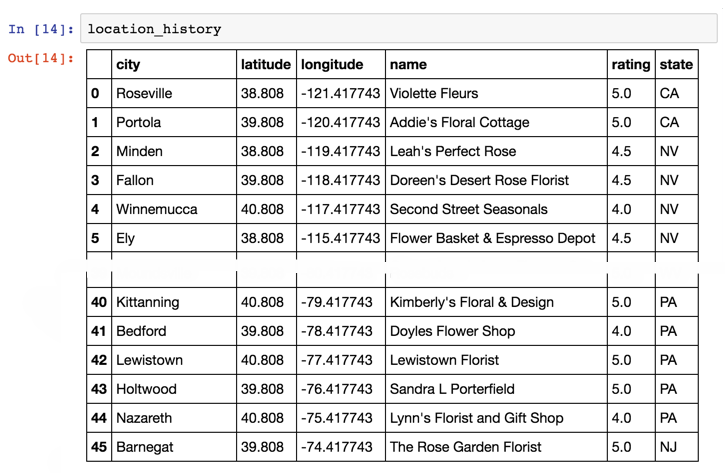 In [14]: location_history
Out[14]:
city latitude longitude name rating state
0 Roseville 38.808 -121.417743 Violette Fleurs 5.0 CA
1 Portola 39.808 -120.417743 Addie's Floral Cottage 5.0 CA
2 Minden 38.808 -119.417743 Leah's Perfect Rose 4.5 NV
3 Fallon 39.808 -118.417743 Doreen's Desert Rose Florist 4.5 NV
4 Winnemucca 40.808 -117.417743 Second Street Seasonals 4.0 NV
5 Ely 38.808 -115.417743 Flower Basket & Espresso Depot 4.5 NV
40 Kittanning 40.808 -79.417743 Kimberly's Floral & Design 5.0 PA
41 Bedford 39.808 -78.417743 Doyles Flower Shop 4.0 PA
42 Lewistown 40.808 -77.417743 Lewistown Florist 5.0 PA
43 Holtwood 39.808 -76.417743 Sandra L Porterfield 5.0 PA
44 Nazareth 40.808 -75.417743 Lynn's Florist and Gift Shop 4.0 PA
45 Barnegat 39.808 -74.417743 The Rose Garden Florist 5.0 NJ